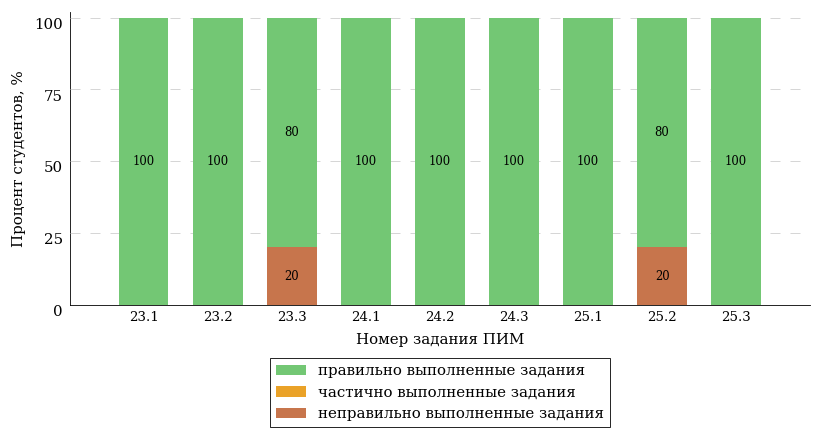 Процент студентов, %
100
75
50
25
0
80
80
100
100
100
100
100
100
100
20
20
23.1 23.2 23.3 24.1 24.2 24.3 25.1 25.2 25.3
Номер задания ПИМ
правильно выполненные задания
частично выполненные задания
неправильно выполненные задания